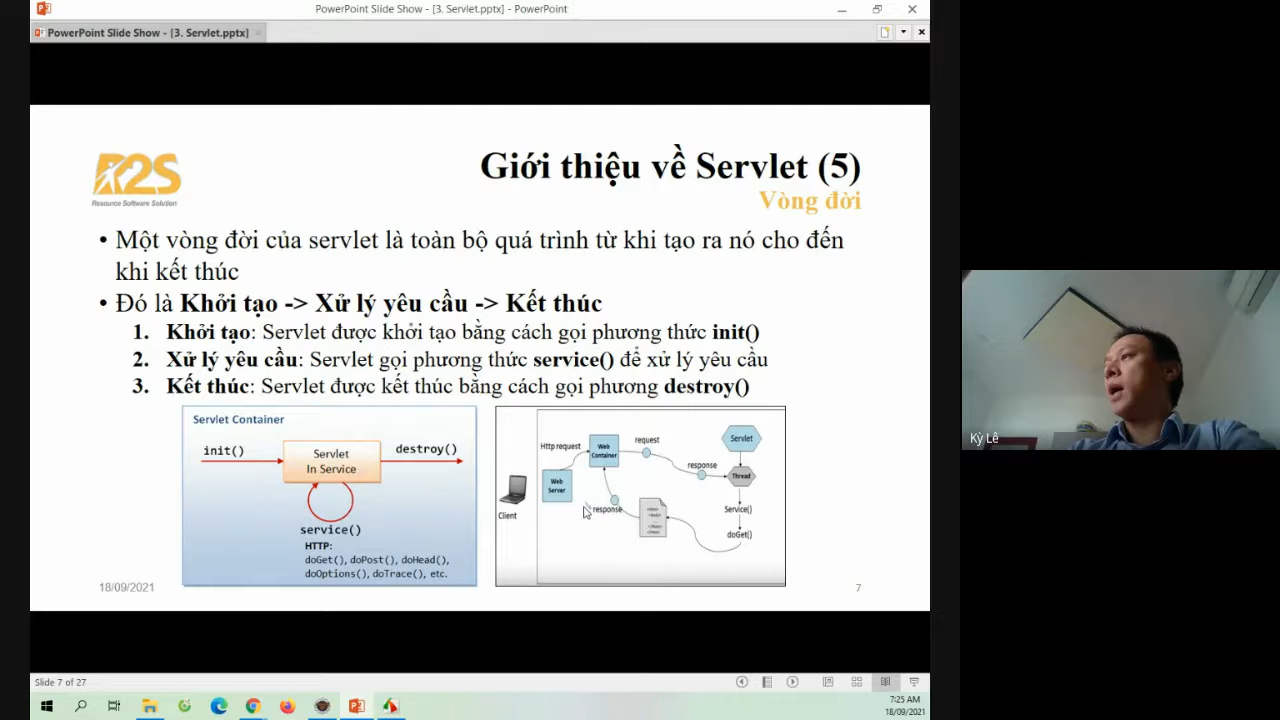 PowerPoint Slide Show - [3. Servlet.pptx] - PowerPoint
PowerPoint Slide Show - [3. Servlet.pptx]
R2S
Resource Software Solution
Giới thiệu về Servlet (5)
Vòng đời
• Một vòng đời của servlet là toàn bộ quá trình từ khi tạo ra nó cho đến
khi kết thúc
• Đó là Khởi tạo -> Xử lý yêu cầu -> Kết thúc
1. Khởi tạo: Servlet được khởi tạo bằng cách gọi phương thức init()
2. Xử lý yêu cầu: Servlet gọi phương thức service() để xử lý yêu cầu
3. Kết thúc: Servlet được kết thúc bằng cách gọi phương destroy()
Servlet Container
init()
Servlet
In Service
destroy()
service()
HTTP:
doGet(), doPost(), doHead(),
doOptions(), doTrace(), etc.
Client
Http request
Web
Server
Web
Container
request
response
Servlet
Thread
Service()
doGet()
response
18/09/2021
7
Kỳ Lê
Slide 7 of 27
7:25 AM
18/09/2021